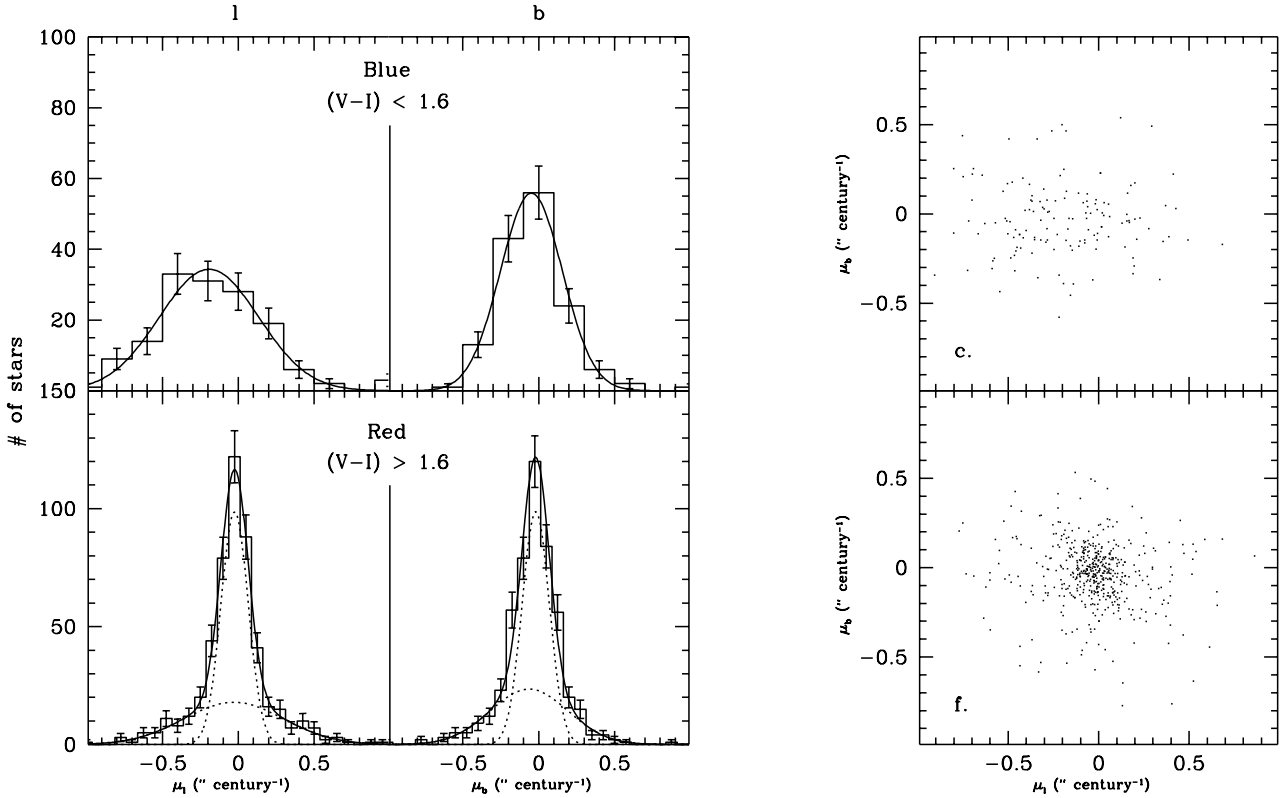 l b
Blue
(V−I) < 1.6
100
80
60
40
20
# of stars
Red
(V−I) > 1.6
150
100
50
0
−0.5 0 0.5 −0.5 0 0.5
μl (″ century⁻¹) μb (″ century⁻¹)
0.5
0
−0.5
μb (″ century⁻¹)
c.
0.5
0
−0.5
μb (″ century⁻¹)
f.
−0.5 0 0.5
μl (″ century⁻¹)